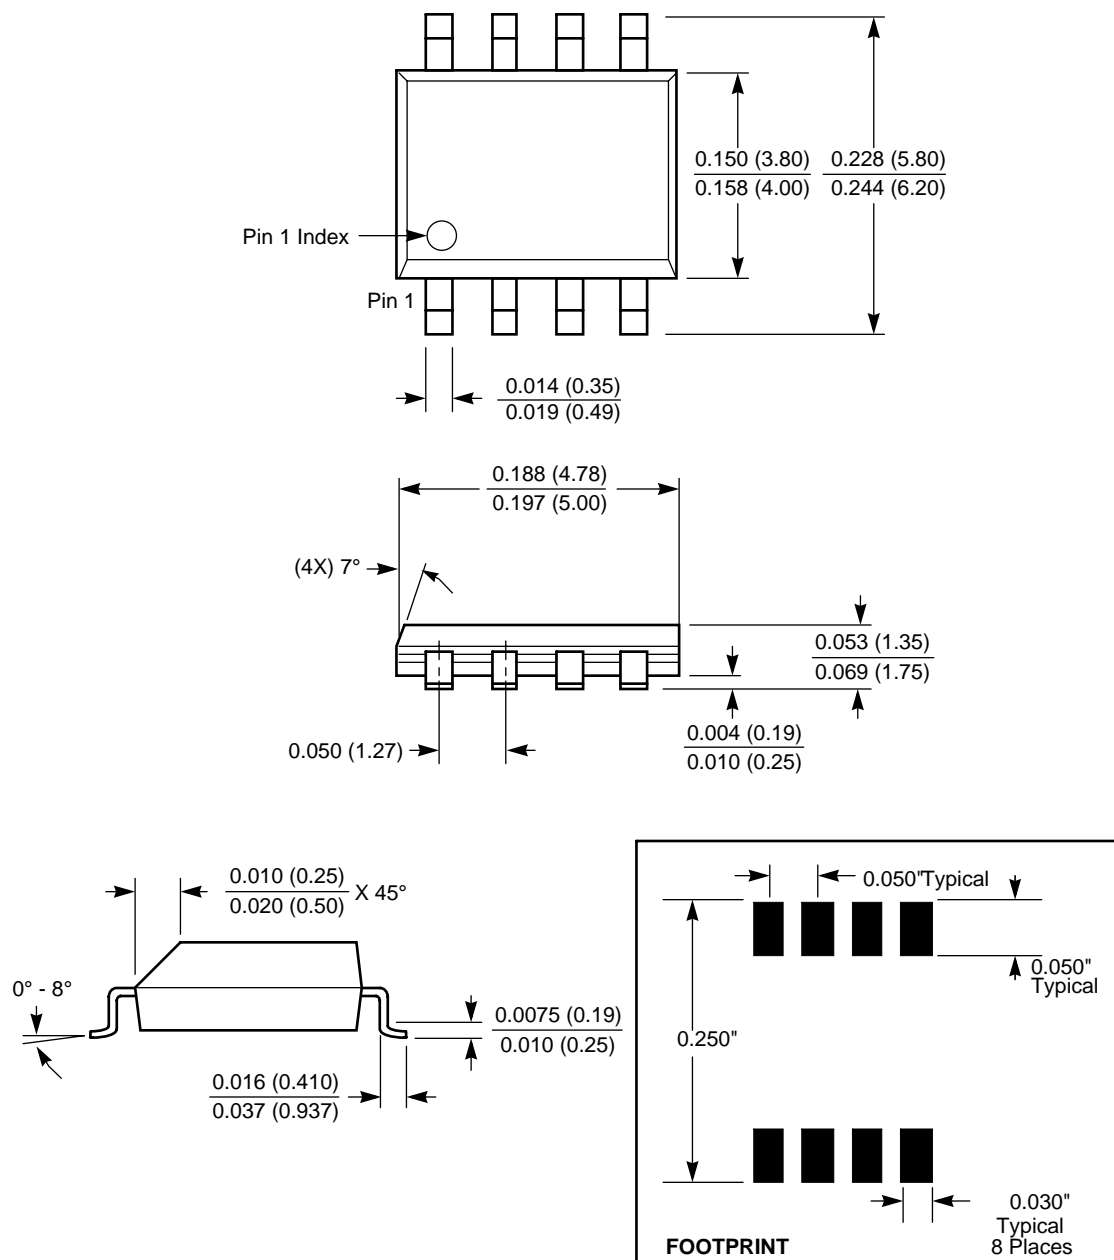 0.150 (3.80)
0.158 (4.00)
0.228 (5.80)
0.244 (6.20)
Pin 1 Index
Pin 1
0.014 (0.35)
0.019 (0.49)
0.188 (4.78)
0.197 (5.00)
(4X) 7°
0.053 (1.35)
0.069 (1.75)
0.004 (0.19)
0.010 (0.25)
0.050 (1.27)
0.010 (0.25)
0.020 (0.50)
X 45°
0° - 8°
0.0075 (0.19)
0.010 (0.25)
0.016 (0.410)
0.037 (0.937)
0.050"Typical
0.050"
Typical
0.250"
0.030"
Typical
8 Places
FOOTPRINT